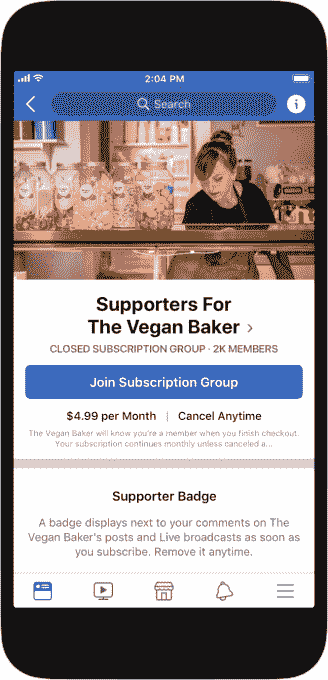 2:04 PM
Search
Supporters For
The Vegan Baker
CLOSED SUBSCRIPTION GROUP · 2K MEMBERS
Join Subscription Group
$4.99 per Month | Cancel Anytime
The Vegan Baker will know you're a member when you finish checkout.
Your subscription continues monthly unless canceled a...
Supporter Badge
A badge displays next to your comments on The
Vegan Baker's posts and Live broadcasts as soon as
you subscribe. Remove it anytime.